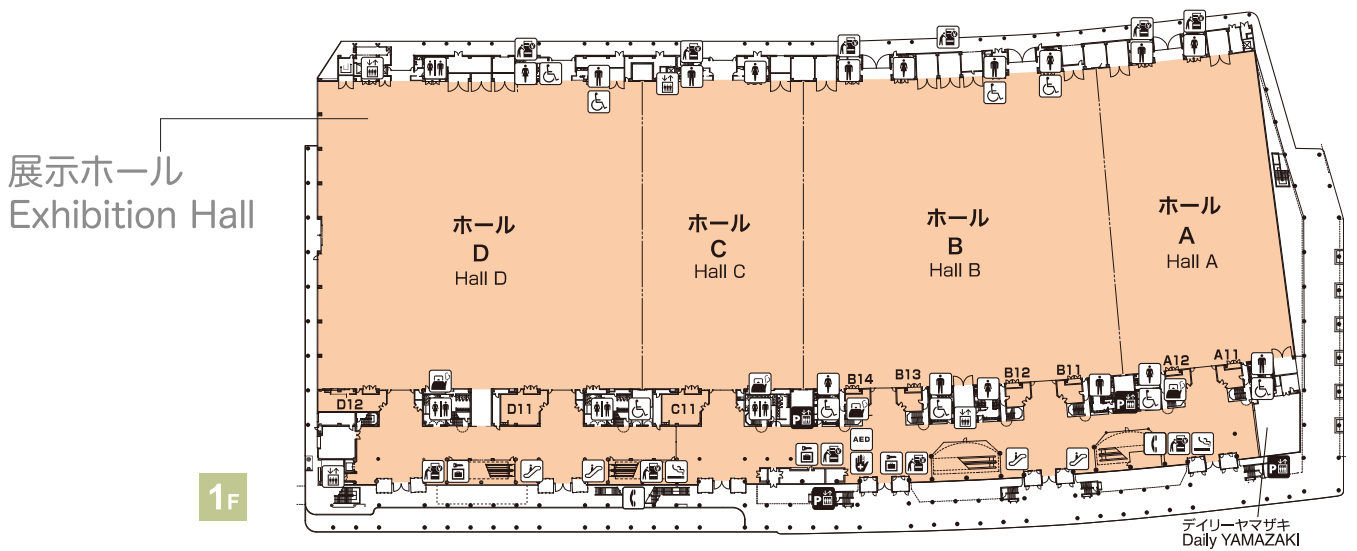 展示ホール
Exhibition Hall
ホール
D
Hall D
ホール
C
Hall C
ホール
B
Hall B
ホール
A
Hall A
D12
D11
C11
B14
B13
B12
B11
A12
A11
P
P
AED
P
P
1F
デイリーヤマザキ
Daily YAMAZAKI